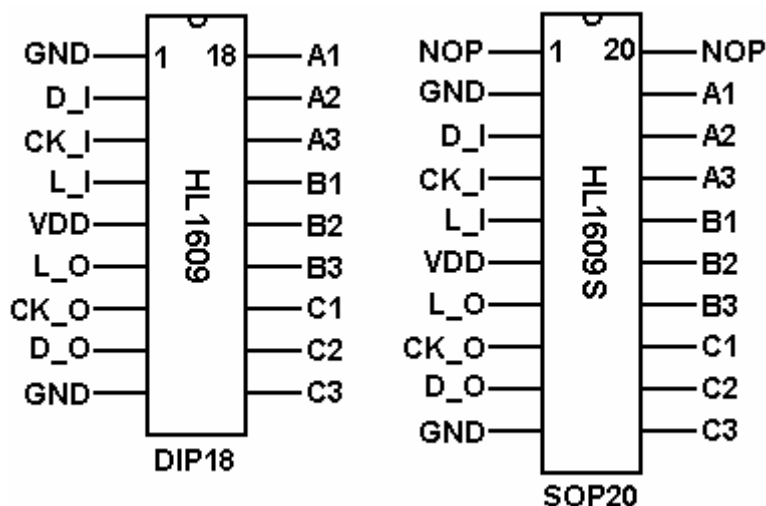 GND 1 18 A1
D_I A2
CK_I A3
L_I B1
VDD B2
L_O B3
CK_O C1
D_O C2
GND C3
HL1609
DIP18
NOP 1 20 NOP
GND A1
D_I A2
CK_I A3
L_I B1
VDD B2
L_O B3
CK_O C1
D_O C2
GND C3
HL1609S
SOP20